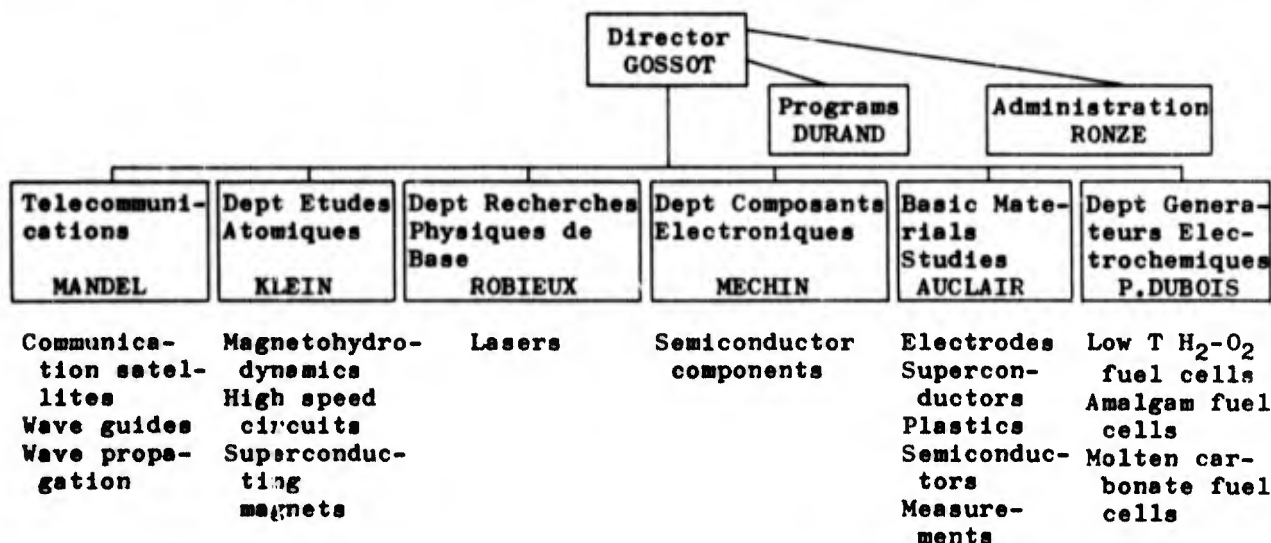 Director
GOSSOT
Programs
DURAND
Administration
RONZE
Telecommuni-
cations
MANDEL
Dept Etudes
Atomiques
KLEIN
Dept Recherches
Physiques de
Base
ROBIEUX
Dept Composants
Electroniques
MECHIN
Basic Mate-
rials
Studies
AUCLAIR
Dept Genera-
teurs Elec-
trochemiques
P.DUBOIS
Communica-
tion satel-
lites
Wave guides
Wave propa-
gation
Magnetohydro-
dynamics
High speed
circuits
Superconduc-
ting
magnets
Lasers
Semiconductor
components
Electrodes
Supercon-
ductors
Plastics
Semiconduc-
tors
Measure-
ments
Low T H₂-O₂
fuel cells
Amalgam fuel
cells
Molten car-
bonate fuel
cells